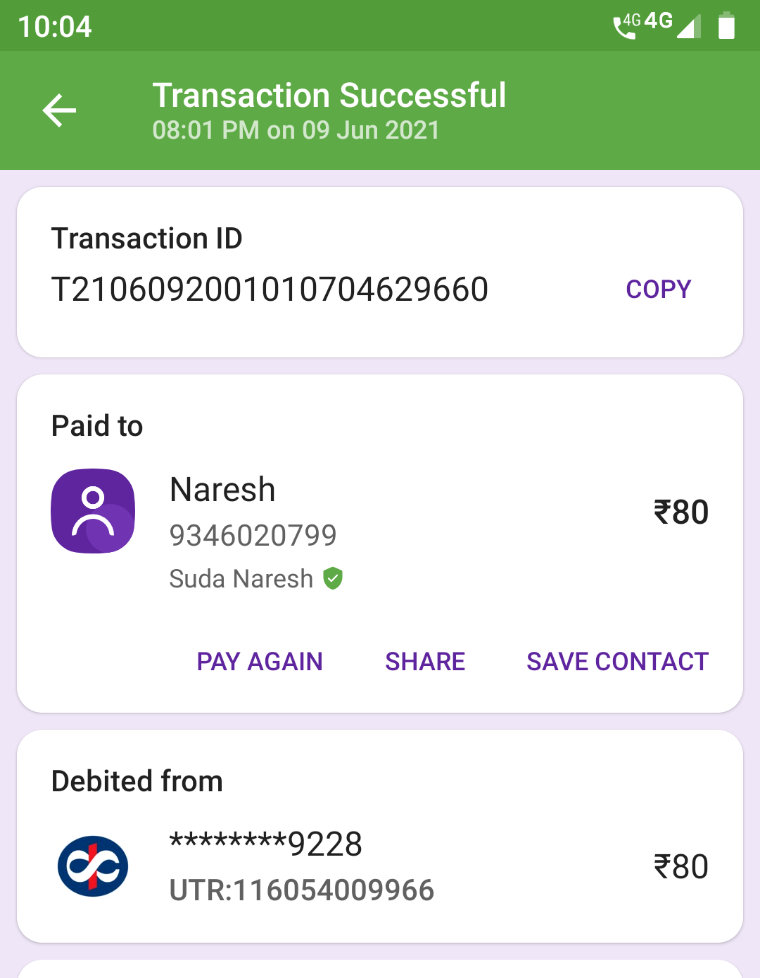 10:04 4G 4G
Transaction Successful
08:01 PM on 09 Jun 2021
Transaction ID
T2106092001010704629660 COPY
Paid to
Naresh
9346020799
₹80
Suda Naresh
PAY AGAIN SHARE SAVE CONTACT
Debited from
********9228
₹80
UTR:116054009966